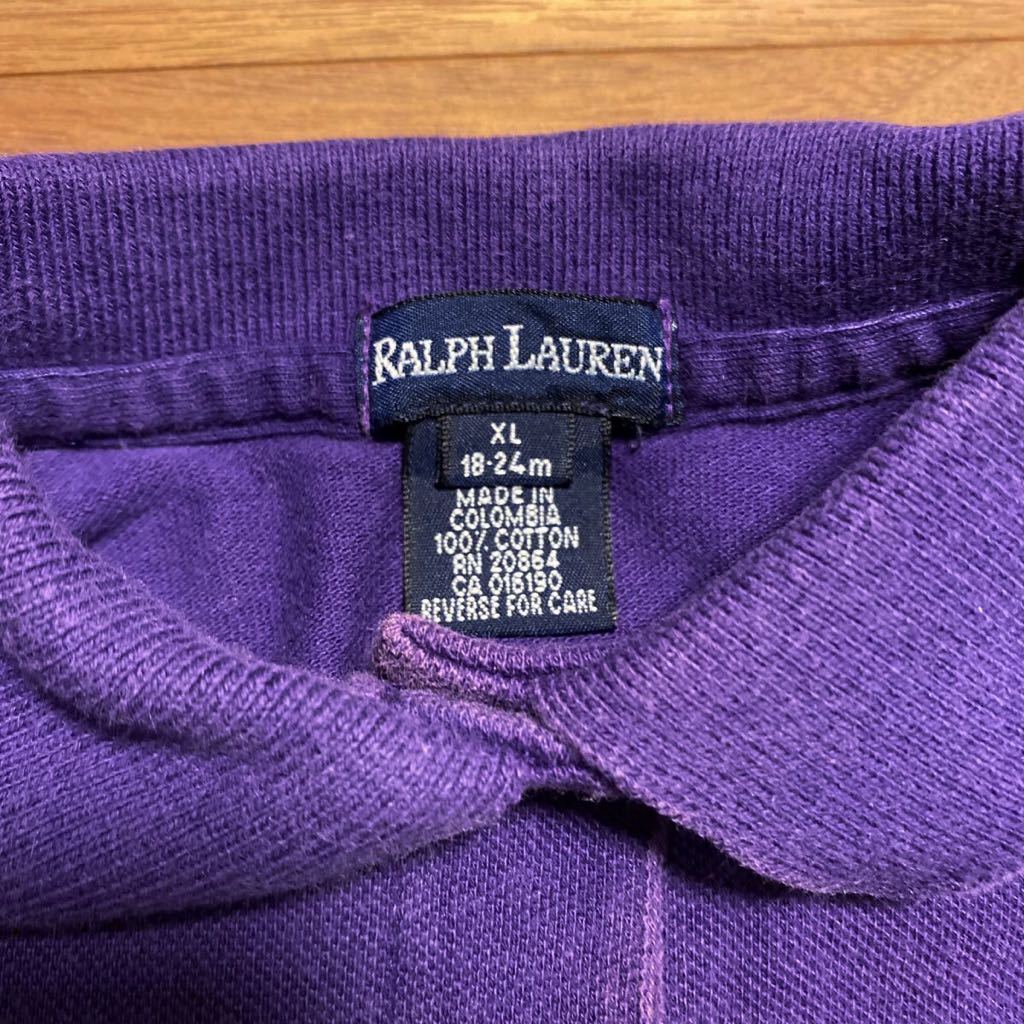 RALPH LAUREN
XL
18-24m
MADE IN
COLOMBIA
100% COTTON
RN 20864
CA 016190
REVERSE FOR CARE